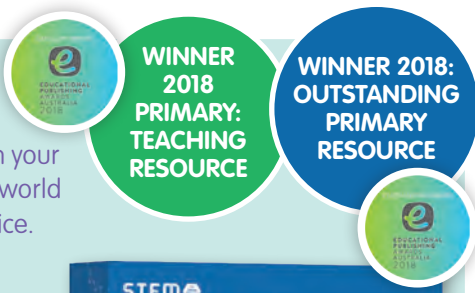 EDUCATIONAL
PUBLISHING
AWARDS
AUSTRALIA
2018
WINNER
2018
PRIMARY:
TEACHING
RESOURCE
WINNER 2018:
OUTSTANDING
PRIMARY
RESOURCE
n your
world
ice.
EDUCATIONAL
PUBLISHING
AWARDS
AUSTRALIA
2018
STEM